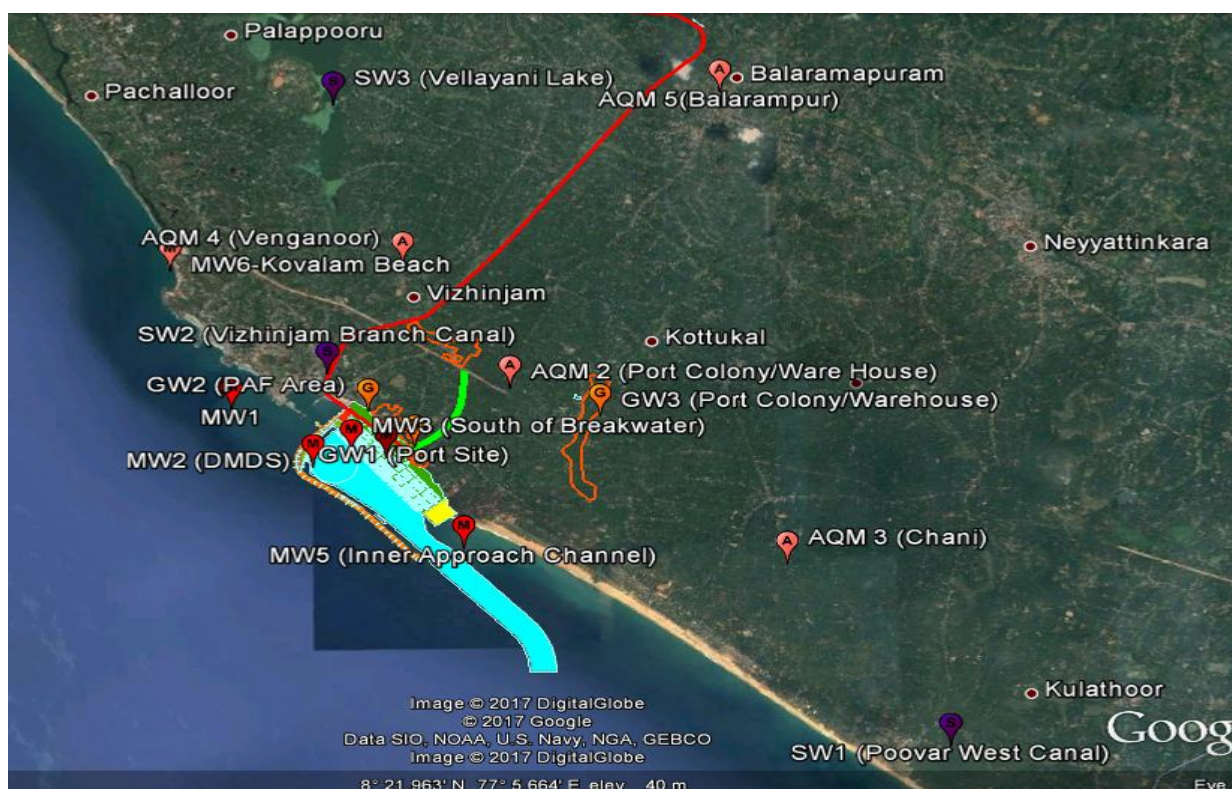 Palappooru
SW3 (Vellayani Lake)
A
Balaramapuram
S
Pachalloor
AQM 5(Balarampur)
AQM 4 (Venganoor)
A
Neyyattinkara
MW6-Kovalam Beach
Vizhinjam
SW2 (Vizhinjam Branch Canal)
Kottukal
S
A
AQM 2 (Port Colony/Ware House)
GW2 (PAF Area)
G
G
GW3 (Port Colony/Warehouse)
MW1
M
MW3 (South of Breakwater)
M
GW1 (Port Site)
MW2 (DMDS)
M
A
AQM 3 (Chani)
MW5 (Inner Approach Channel)
Kulathoor
Image © 2017 DigitalGlobe
© 2017 Google
S
Goog
Data SIO, NOAA, U.S. Navy, NGA, GEBCO
SW1 (Poovar West Canal)
Image © 2017 DigitalGlobe
8° 21.963' N 77° 5.664' E elev 40 m
Eye